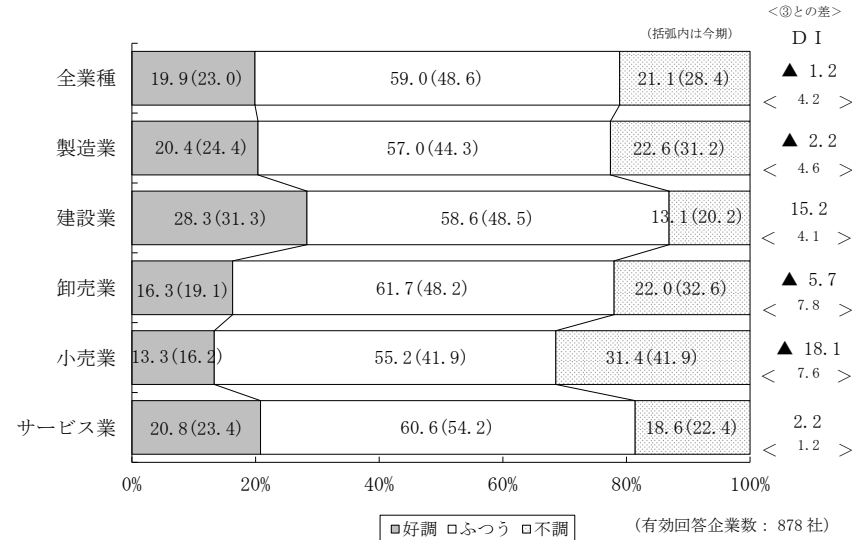 <③との差>
(括弧内は今期) ＤＩ
全業種 19.9(23.0) 59.0(48.6) 21.1(28.4) ▲ 1.2
< 4.2 >
製造業 20.4(24.4) 57.0(44.3) 22.6(31.2) ▲ 2.2
< 4.6 >
建設業 28.3(31.3) 58.6(48.5) 13.1(20.2) 15.2
< 4.1 >
卸売業 16.3(19.1) 61.7(48.2) 22.0(32.6) ▲ 5.7
< 7.8 >
小売業 13.3(16.2) 55.2(41.9) 31.4(41.9) ▲ 18.1
< 7.6 >
サービス業 20.8(23.4) 60.6(54.2) 18.6(22.4) 2.2
< 1.2 >
0% 20% 40% 60% 80% 100%
好調 ふつう 不調 (有効回答企業数：878 社)